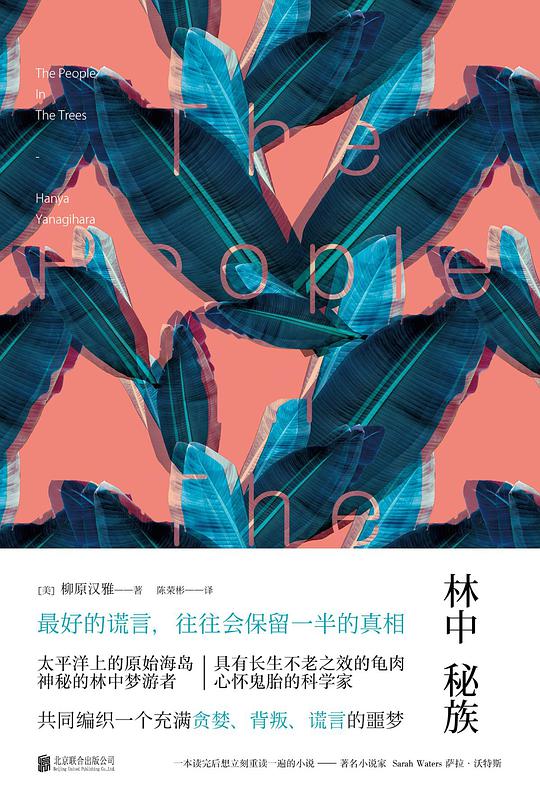 The People
In
The Trees
-
Hanya
Yanagihara
The
People
I
The
[美] 柳原汉雅——著 陈荣彬——译
最好的谎言，往往会保留一半的真相
太平洋上的原始海岛
神秘的林中梦游者
具有长生不老之效的龟肉
心怀鬼胎的科学家
共同编织一个充满贪婪、背叛、谎言的噩梦
林中 秘族
北京联合出版公司
Beijing United Publishing Co.,Ltd.
一本读完后想立刻重读一遍的小说 —— 著名小说家 Sarah Waters 萨拉·沃特斯